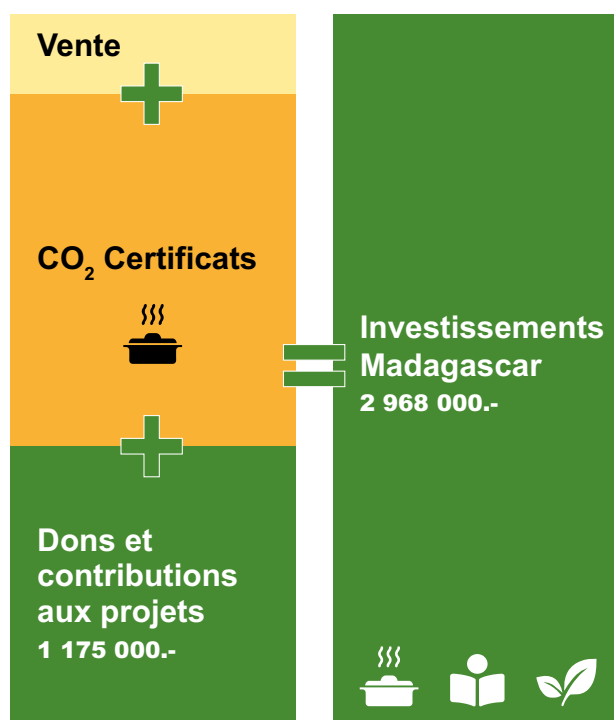 Vente
CO₂ Certificats
Dons et
contributions
aux projets
1 175 000.-
Investissements
Madagascar
2 968 000.-